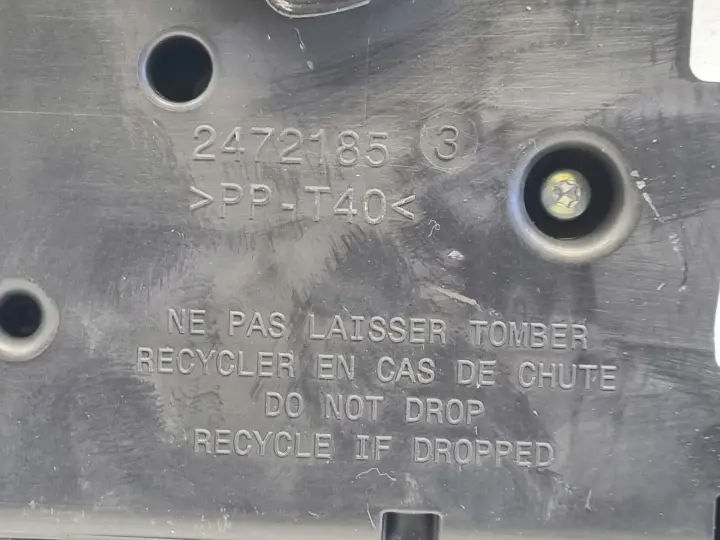 2472185 3
>PP-T40<
NE PAS LAISSER TOMBER
RECYCLER EN CAS DE CHUTE
DO NOT DROP
RECYCLE IF DROPPED